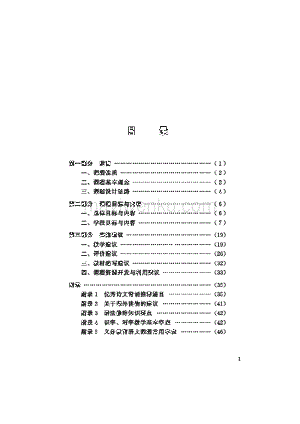 目 录
第一部分 前言 ……………………………（1）
一、课程性质 ……………………………（2）
二、课程基本理念 ……………………………（2）
三、课程设计思路 ……………………………（4）
第二部分 课程目标与内容 ……………………………（6）
一、总体目标与内容 ……………………………（6）
二、学段目标与内容 ……………………………（7）
第三部分 实施建议 ……………………………（19）
一、教学建议 ……………………………（19）
二、评价建议 ……………………………（26）
三、教材编写建议 ……………………………（32）
四、课程资源开发与利用建议 ……………………………（33）
附录 ……………………………（35）
附录1 优秀诗文背诵推荐篇目 ……………………………（35）
附录2 关于课外读物的建议 ……………………………（41）
附录3 语法修辞知识要点 ……………………………（42）
附录4 识字、写字教学基本字表 ……………………………（43）
附录5 义务教育语文课程常用字表 ……………………………（46）
1